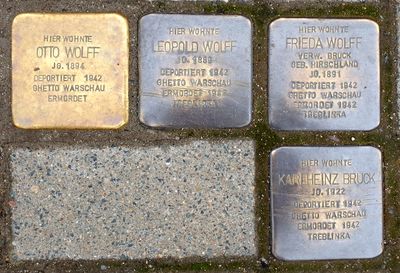 HIER WOHNTE
OTTO WOLFF
JG. 1894
DEPORTIERT 1942
GHETTO WARSCHAU
ERMORDET
HIER WOHNTE
LEOPOLD WOLFF
JG.
DEPORTIERT 1942
GHETTO WARSCHAU
ERMORDET 1942
TREBLINKA
HIER WOHNTE
FRIEDA WOLFF
VERW. BRUCK
GEB. HIRSCHLAND
JG. 1891
DEPORTIERT 1942
GHETTO WARSCHAU
ERMORDET 1942
TREBLINKA
HIER WOHNTE
KARLHEINZ BRUCK
JG. 1922
DEPORTIERT 1942
GHETTO WARSCHAU
ERMORDET 1942
TREBLINKA